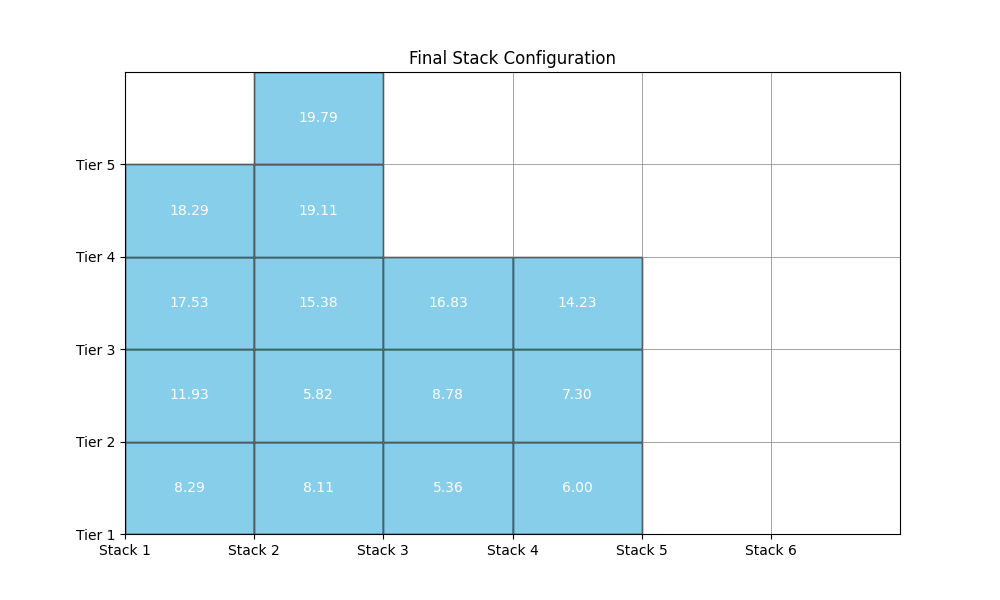 Final Stack Configuration
19.79
Tier 5
18.29 19.11
Tier 4
17.53 15.38 16.83 14.23
Tier 3
11.93 5.82 8.78 7.30
Tier 2
8.29 8.11 5.36 6.00
Tier 1
Stack 1 Stack 2 Stack 3 Stack 4 Stack 5 Stack 6